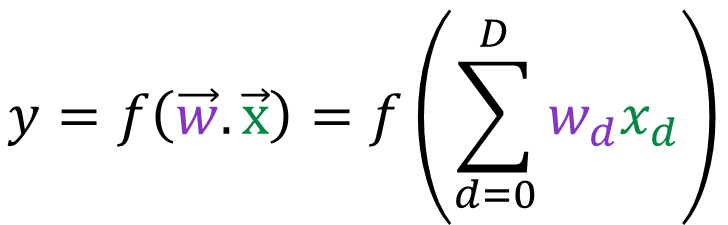 y = f(w⃗.x⃗) = f(∑_{d=0}^{D} w_d x_d)